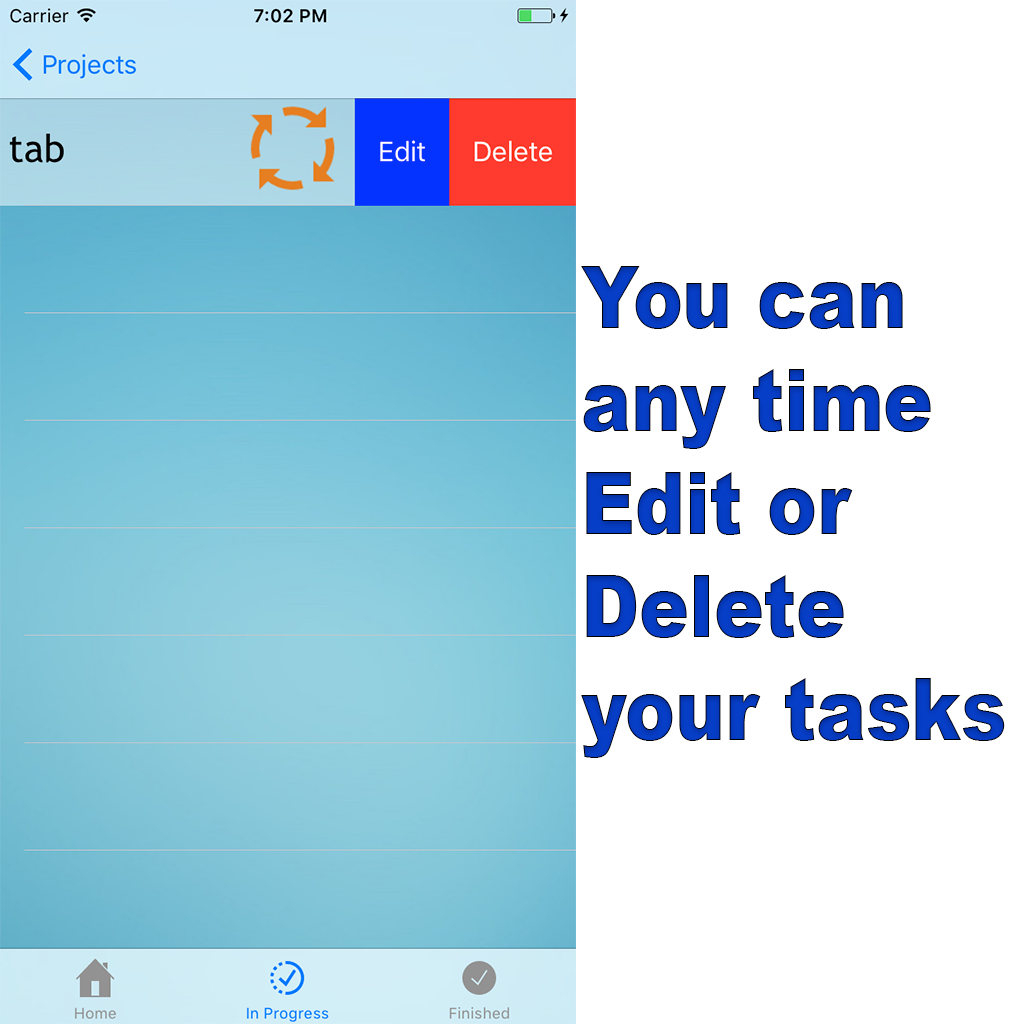 Carrier 7:02 PM
Projects
tab Edit Delete
You can
any time
Edit or
Delete
your tasks
Home In Progress Finished